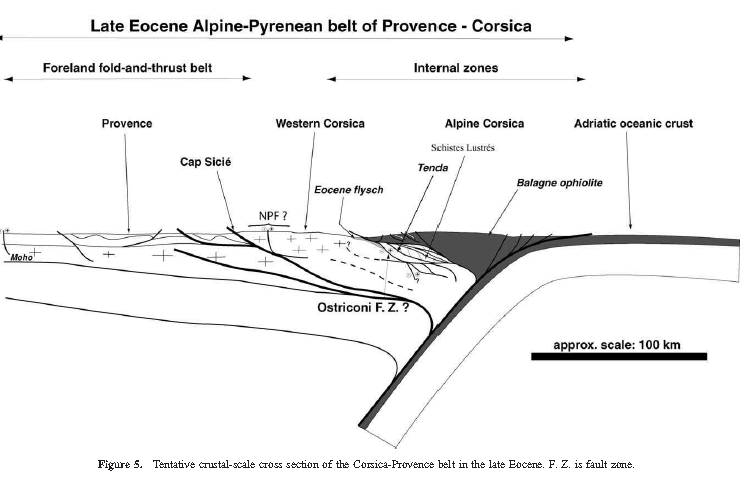 Late Eocene Alpine-Pyrenean belt of Provence - Corsica
Foreland fold-and-thrust belt
Internal zones
Provence
Western Corsica
Alpine Corsica
Adriatic oceanic crust
Schistes Lustrés
Cap Sicié
Tenda
Eocene flysch
Balagne ophiolite
NPF ?
?
Moho
?
Ostriconi F. Z. ?
approx. scale: 100 km
Figure 5. Tentative crustal-scale cross section of the Corsica-Provence belt in the late Eocene. F. Z. is fault zone.